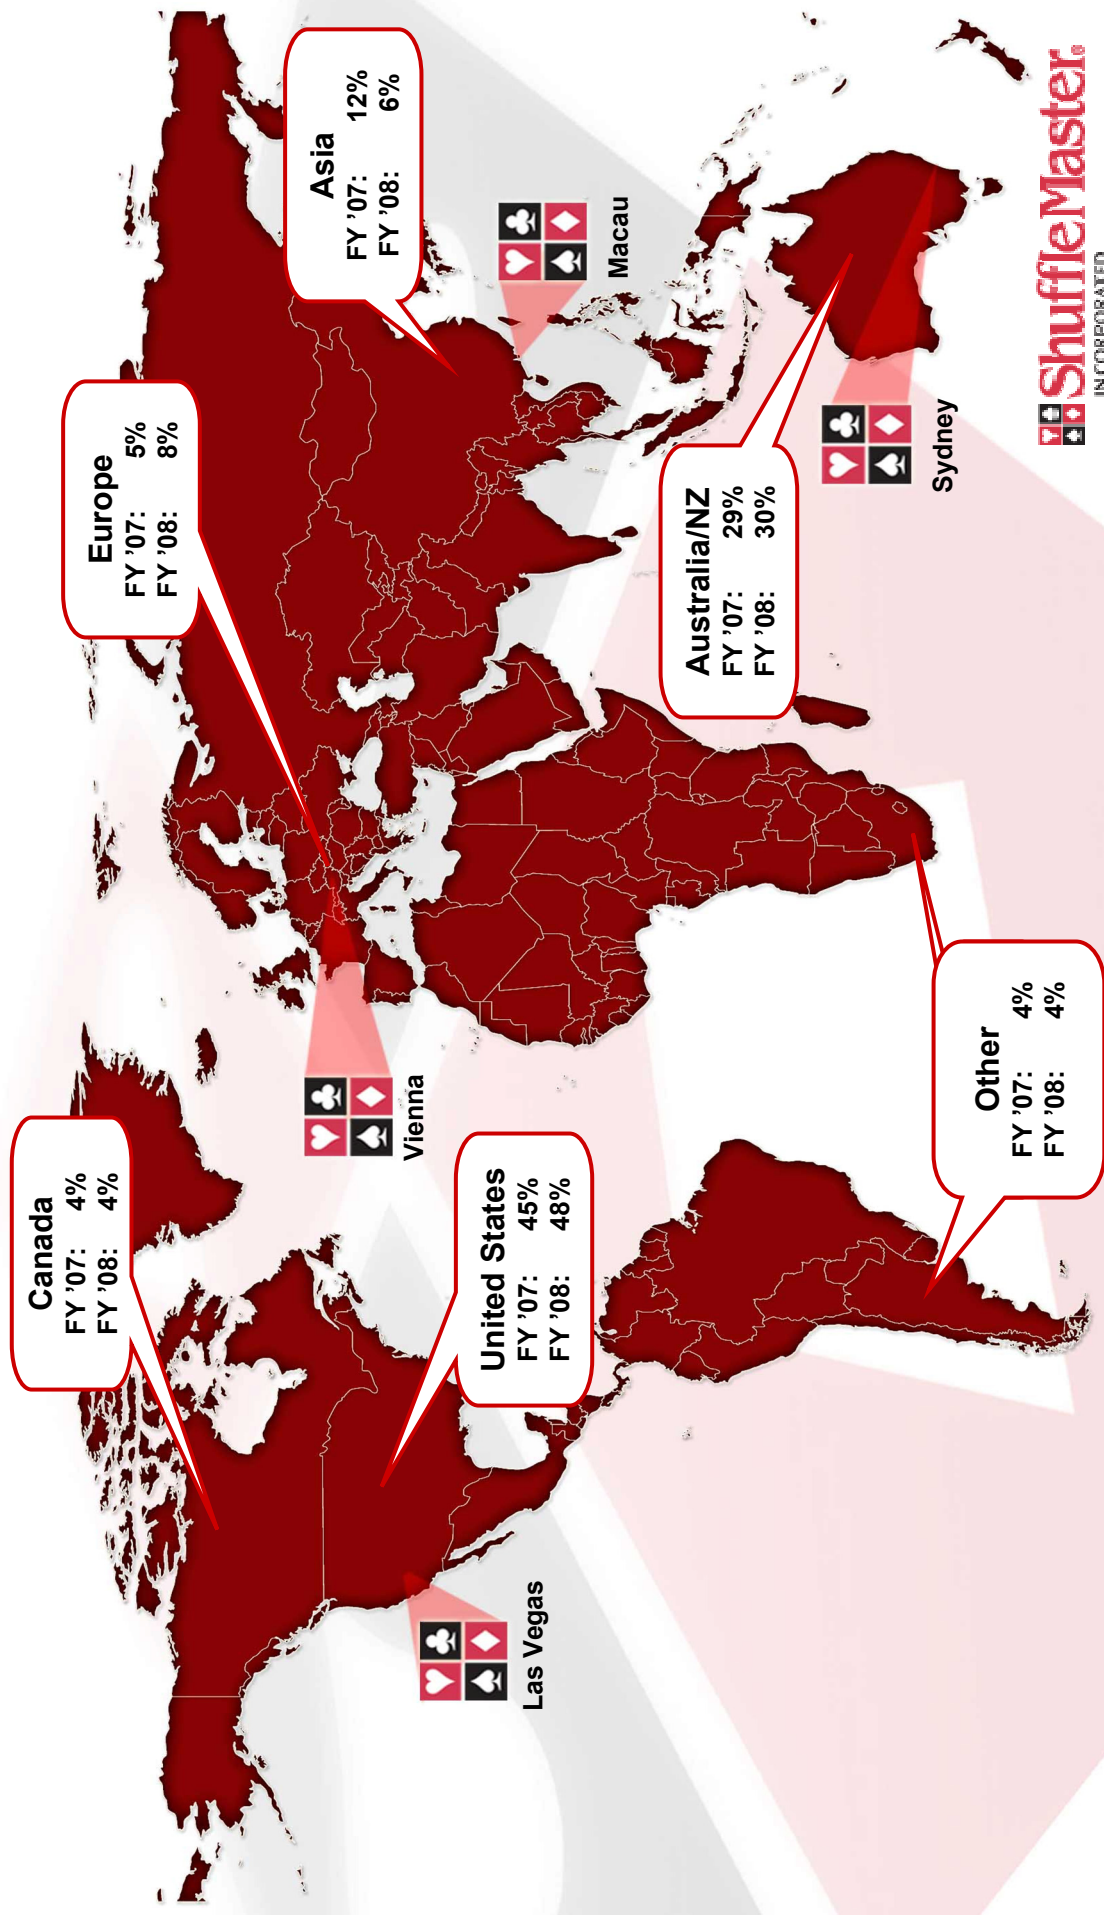 Canada
FY ’07: 4%
FY ’08: 4%
Europe
FY ’07: 5%
FY ’08: 8%
Asia
FY ’07: 12%
FY ’08: 6%
Vienna
United States
FY ’07: 45%
FY ’08: 48%
Macau
Las Vegas
Australia/NZ
FY ’07: 29%
FY ’08: 30%
Sydney
Other
FY ’07: 4%
FY ’08: 4%
ShuffleMaster®
INCORPORATED